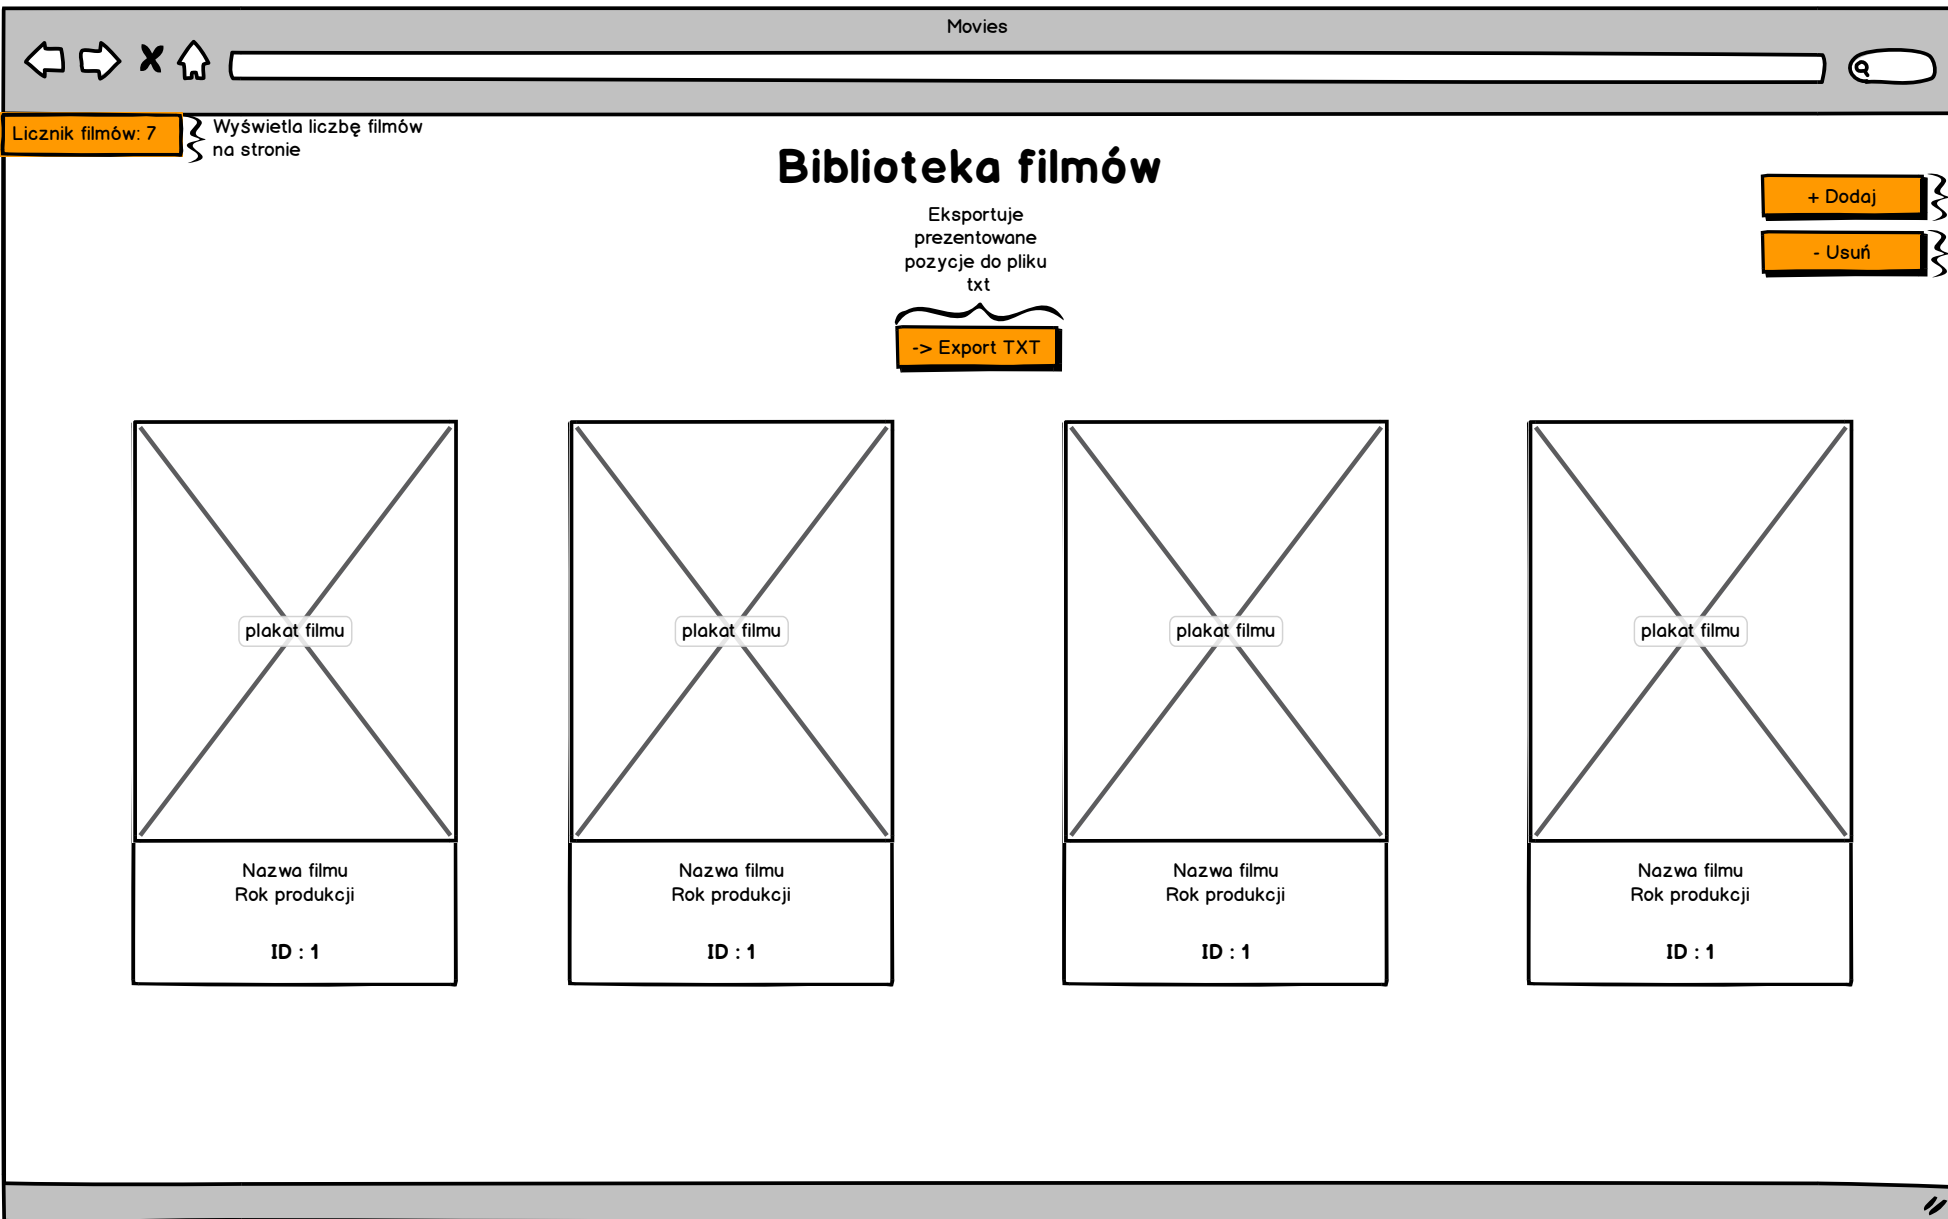 Movies
Licznik filmów: 7
Wyświetla liczbę filmów
na stronie
Biblioteka filmów
+ Dodaj
- Usuń
Eksportuje
prezentowane
pozycje do pliku
txt
-> Export TXT
plakat filmu
plakat filmu
plakat filmu
plakat filmu
Nazwa filmu
Rok produkcji
ID : 1
Nazwa filmu
Rok produkcji
ID : 1
Nazwa filmu
Rok produkcji
ID : 1
Nazwa filmu
Rok produkcji
ID : 1